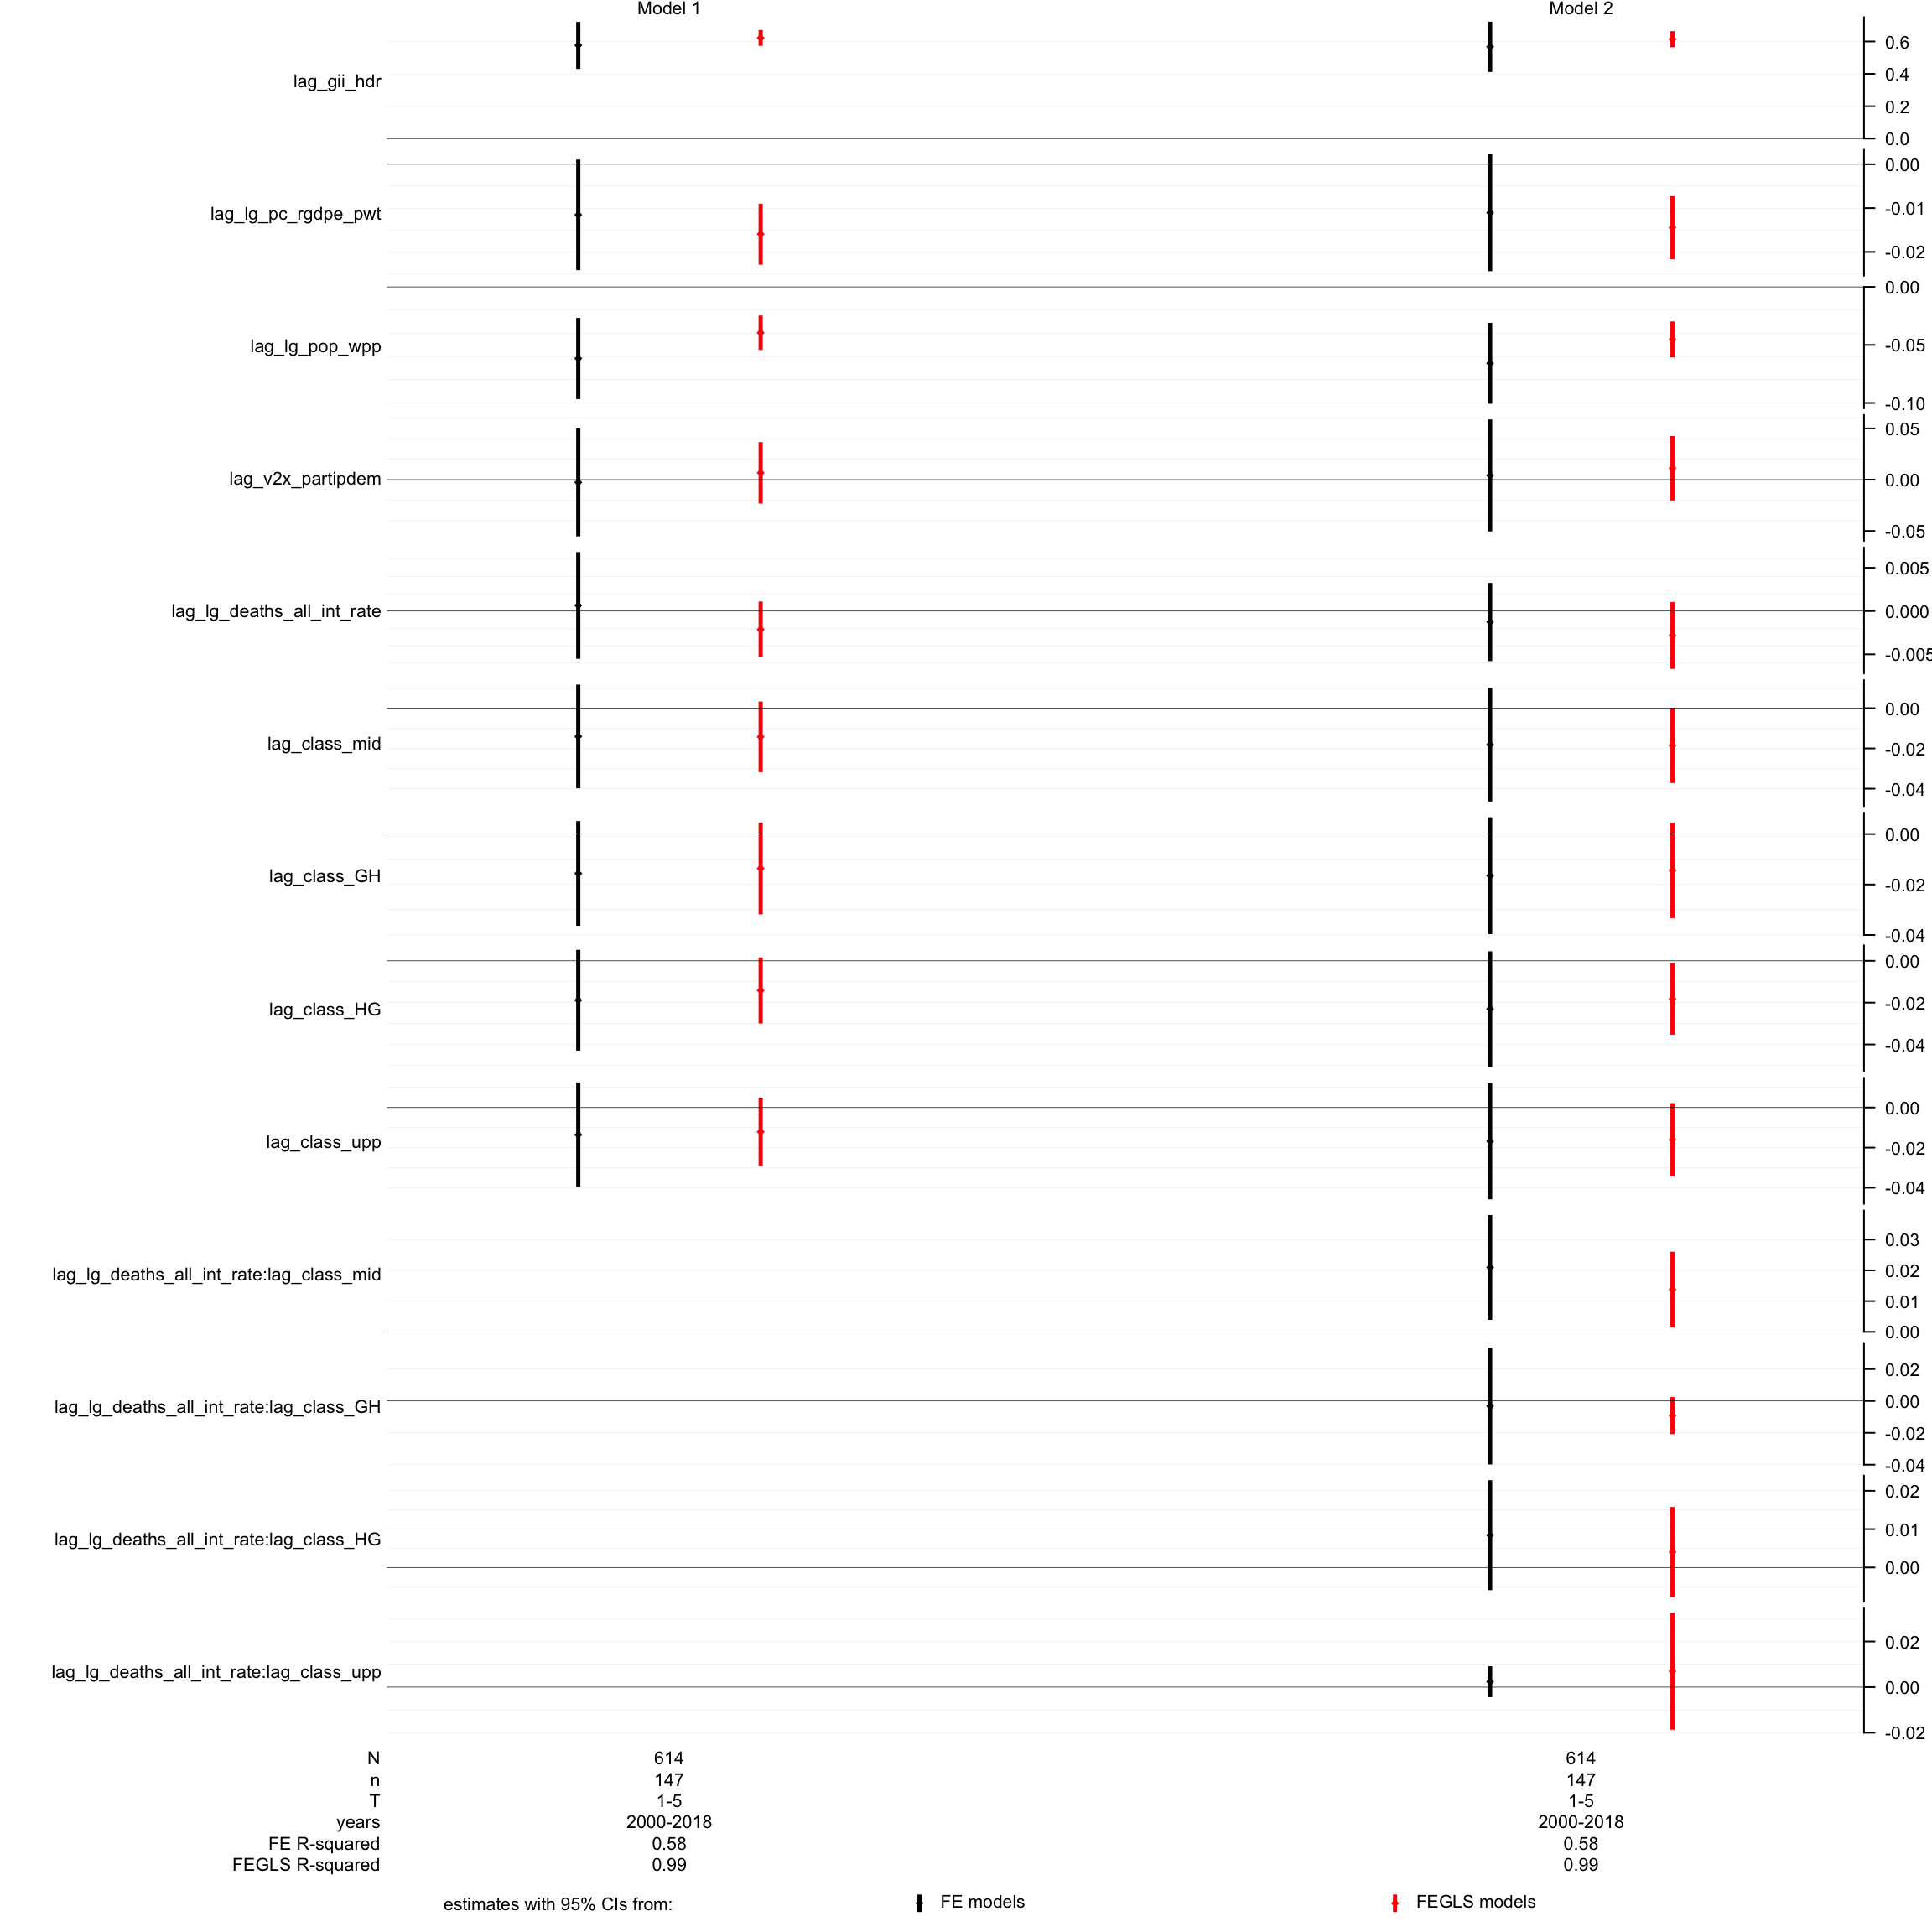 Model 1 Model 2
lag_gii_hdr
0.6
0.4
0.2
0.0
lag_lg_pc_rgdpe_pwt
0.00
-0.01
-0.02
lag_lg_pop_wpp
0.00
-0.05
-0.10
lag_v2x_partipdem
0.05
0.00
-0.05
lag_lg_deaths_all_int_rate
0.005
0.000
-0.005
lag_class_mid
0.00
-0.02
-0.04
lag_class_GH
0.00
-0.02
-0.04
lag_class_HG
0.00
-0.02
-0.04
lag_class_upp
0.00
-0.02
-0.04
lag_lg_deaths_all_int_rate:lag_class_mid
0.03
0.02
0.01
0.00
lag_lg_deaths_all_int_rate:lag_class_GH
0.02
0.00
-0.02
-0.04
lag_lg_deaths_all_int_rate:lag_class_HG
0.02
0.01
0.00
lag_lg_deaths_all_int_rate:lag_class_upp
0.02
0.00
-0.02
N 614 614
n 147 147
T 1-5 1-5
years 2000-2018 2000-2018
FE R-squared 0.58 0.58
FEGLS R-squared 0.99 0.99
estimates with 95% CIs from: FE models FEGLS models